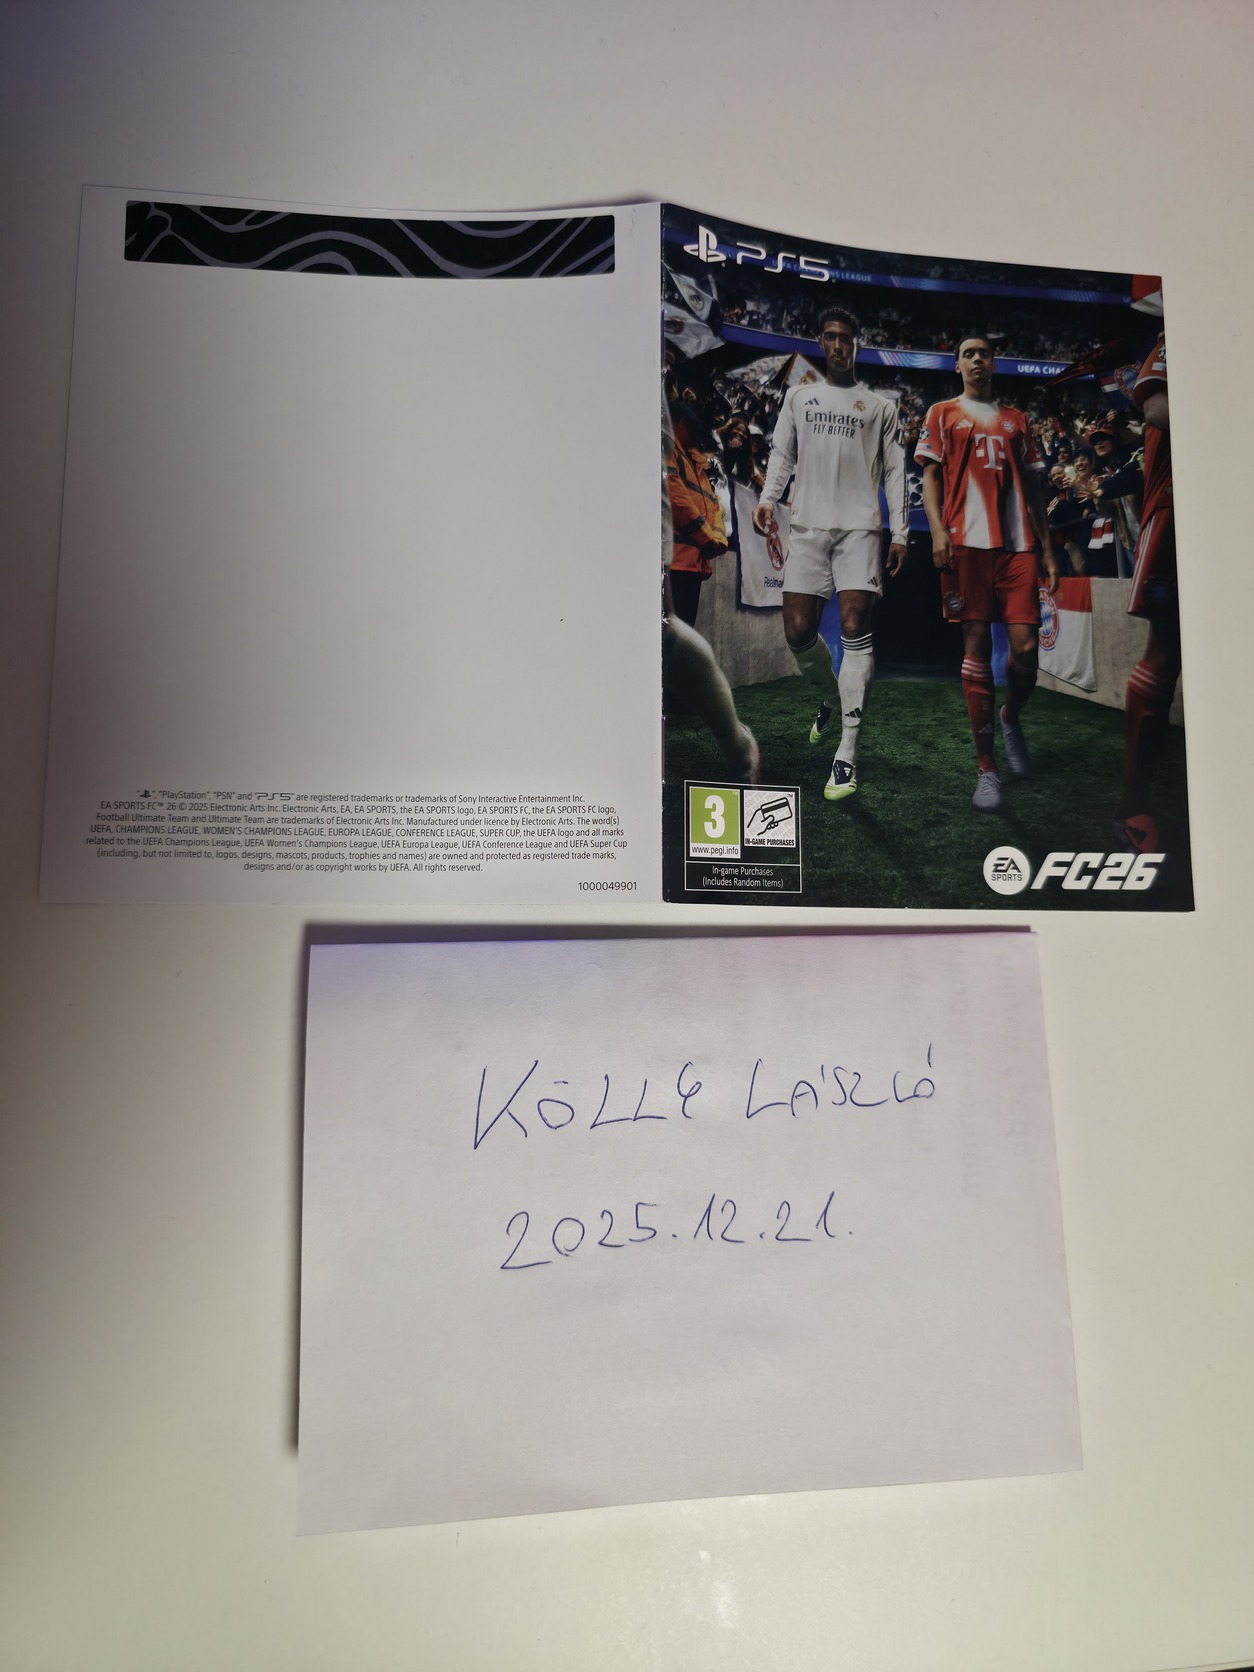 "PlayStation", "PSN" and "PS5" are registered trademarks or trademarks of Sony Interactive Entertainment Inc.
EA SPORTS FC™ 26 © 2025 Electronic Arts Inc. Electronic Arts, EA, EA SPORTS, the EA SPORTS logo, EA SPORTS FC, the EA SPORTS FC logo,
Football Ultimate Team and Ultimate Team are trademarks of Electronic Arts Inc. Manufactured under licence by Electronic Arts. The word(s)
UEFA, CHAMPIONS LEAGUE, WOMEN'S CHAMPIONS LEAGUE, EUROPA LEAGUE, CONFERENCE LEAGUE, SUPER CUP, the UEFA logo and all marks
related to the UEFA Champions League, UEFA Women's Champions League, UEFA Europa League, UEFA Conference League and UEFA Super Cup
(including, but not limited to, logos, designs, mascots, products, trophies and names) are owned and protected as registered trade marks,
designs and/or as copyright works by UEFA. All rights reserved.
1000049901
PS5
UEFA CHAMPIONS LEAGUE
UEFA CHA
Emirates
FLY BETTER
T
Realma
3
www.pegi.info
IN-GAME PURCHASES
In-game Purchases
(Includes Random Items)
EA
SPORTS
FC26
KÖLLY LÁSZLÓ
2025.12.21.